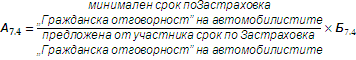 минимален срок поЗастраховка
„Гражданска отговорност” на автомобилистите
А7.4 = × Б7.4
предложена от участника срок по Застраховка
„Гражданска отговорност” на автомобилистите